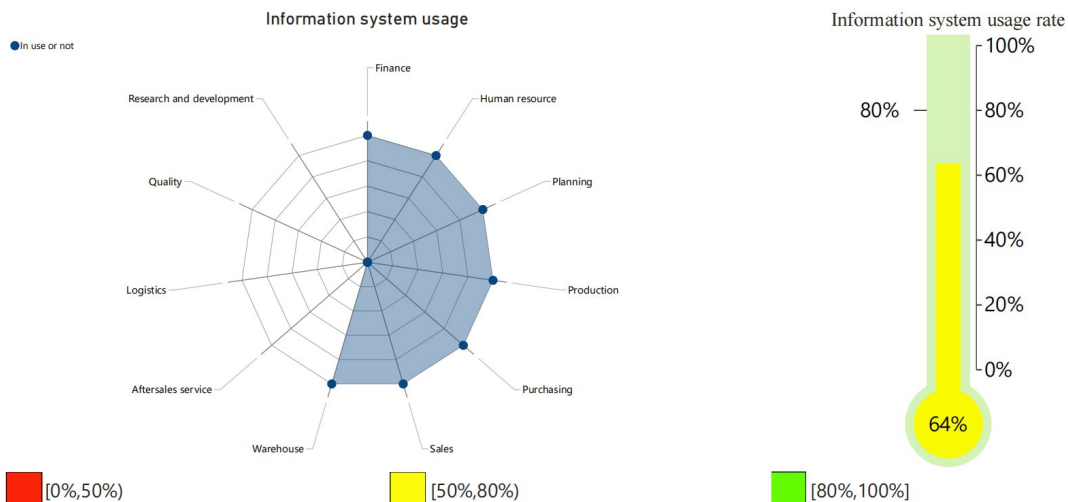 Information system usage
In use or not
Finance
Research and development
Human resource
Quality
Planning
Logistics
Production
Aftersales service
Purchasing
Warehouse
Sales
Information system usage rate
100%
80%
80%
60%
40%
20%
0%
64%
[0%,50%)
[50%,80%)
[80%,100%]